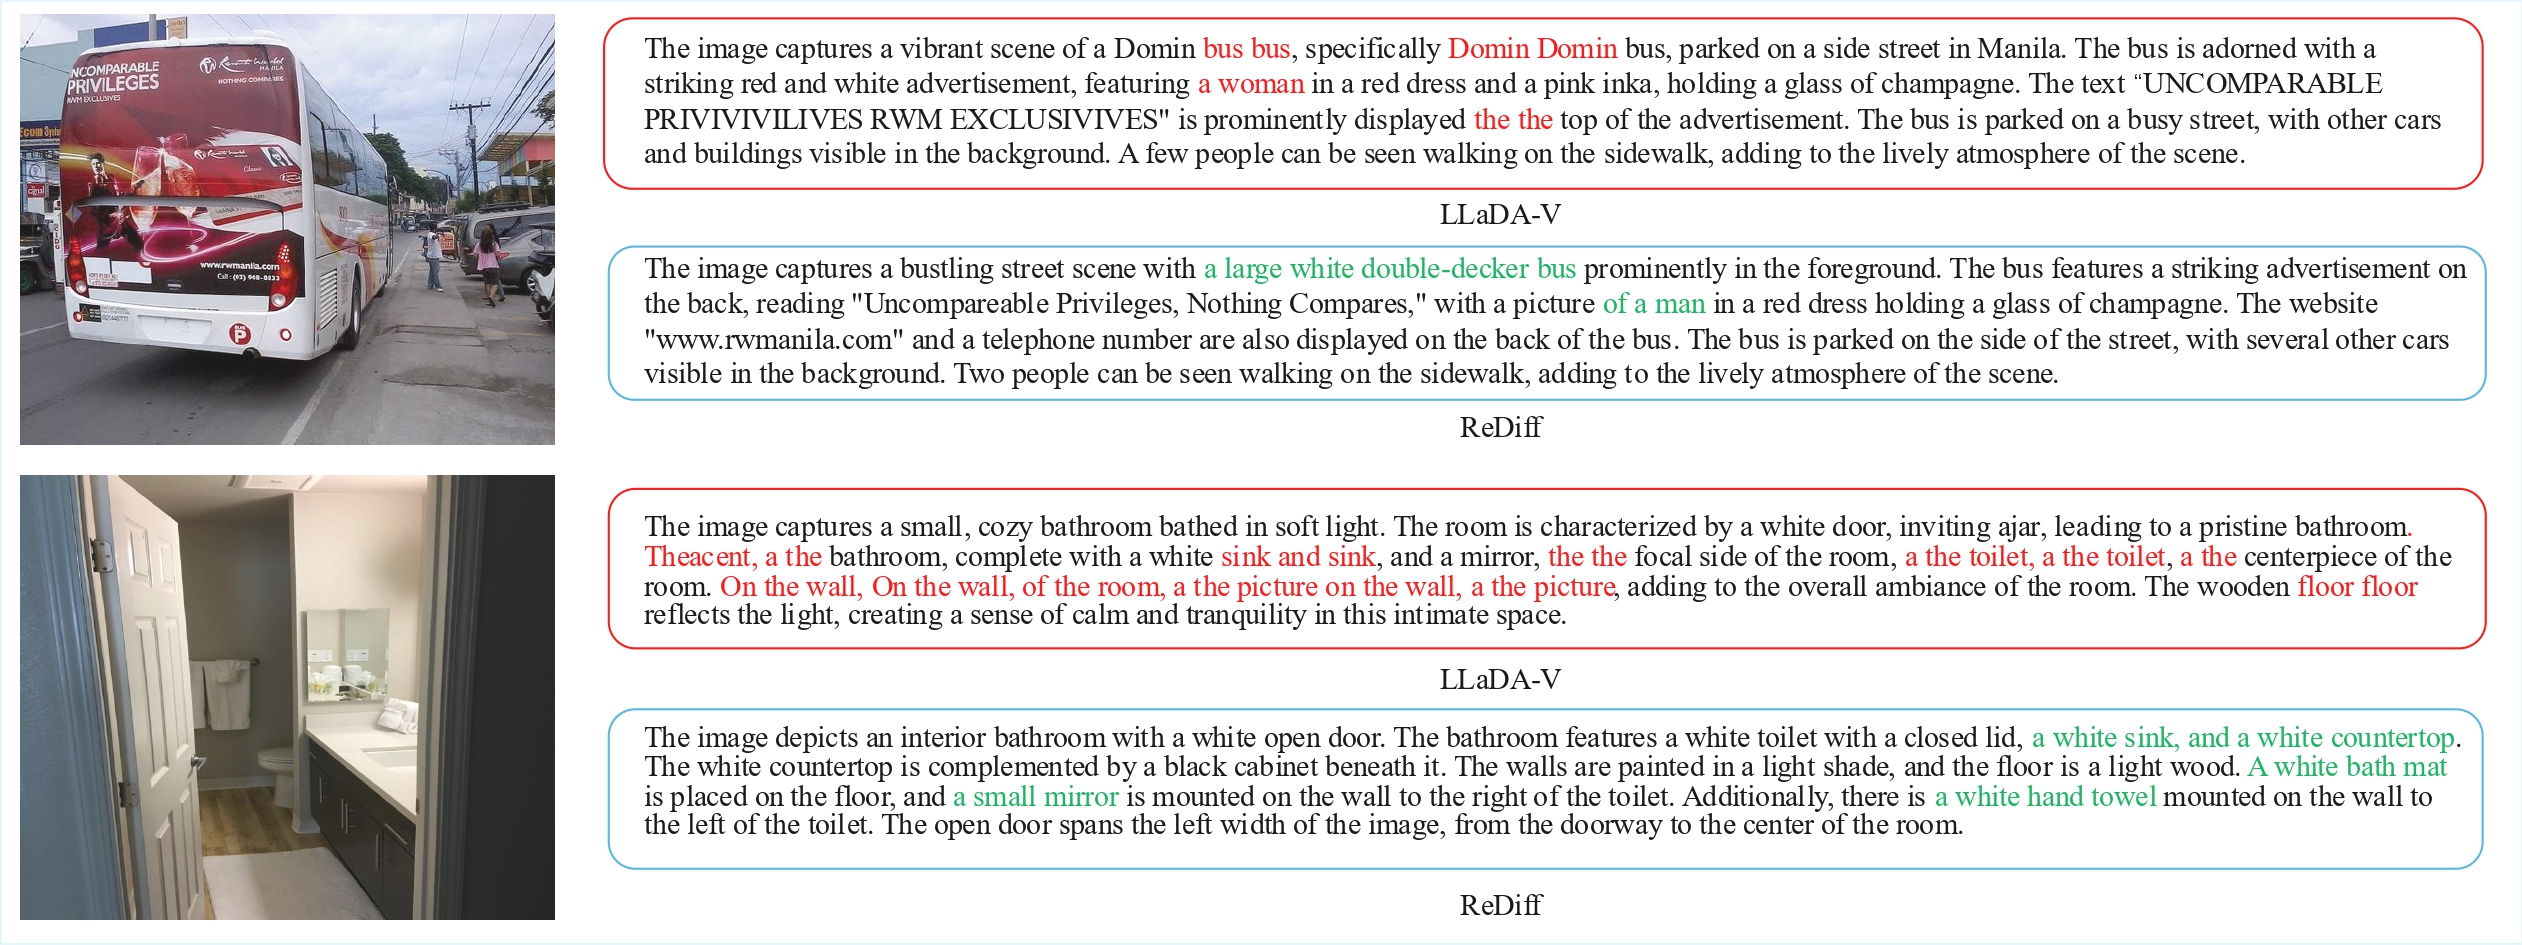 INCOMPARABLE
PRIVILEGES
RWM EXCLUSIVES
Resorts World
MANILA
NOTHING COMPARES
Ecom
Resorts World
Classic
www.rwmanila.com
Call : (02) 908-8833
BUS
P
The image captures a vibrant scene of a Domin bus bus, specifically Domin Domin bus, parked on a side street in Manila. The bus is adorned with a
striking red and white advertisement, featuring a woman in a red dress and a pink inka, holding a glass of champagne. The text “UNCOMPARABLE
PRIVIVIVILIVES RWM EXCLUSIVIVES" is prominently displayed the the top of the advertisement. The bus is parked on a busy street, with other cars
and buildings visible in the background. A few people can be seen walking on the sidewalk, adding to the lively atmosphere of the scene.
LLaDA-V
The image captures a bustling street scene with a large white double-decker bus prominently in the foreground. The bus features a striking advertisement on
the back, reading "Uncompareable Privileges, Nothing Compares," with a picture of a man in a red dress holding a glass of champagne. The website
"www.rwmanila.com" and a telephone number are also displayed on the back of the bus. The bus is parked on the side of the street, with several other cars
visible in the background. Two people can be seen walking on the sidewalk, adding to the lively atmosphere of the scene.
ReDiff
The image captures a small, cozy bathroom bathed in soft light. The room is characterized by a white door, inviting ajar, leading to a pristine bathroom.
Theacent, a the bathroom, complete with a white sink and sink, and a mirror, the the focal side of the room, a the toilet, a the toilet, a the centerpiece of the
room. On the wall, On the wall, of the room, a the picture on the wall, a the picture, adding to the overall ambiance of the room. The wooden floor floor
reflects the light, creating a sense of calm and tranquility in this intimate space.
LLaDA-V
The image depicts an interior bathroom with a white open door. The bathroom features a white toilet with a closed lid, a white sink, and a white countertop.
The white countertop is complemented by a black cabinet beneath it. The walls are painted in a light shade, and the floor is a light wood. A white bath mat
is placed on the floor, and a small mirror is mounted on the wall to the right of the toilet. Additionally, there is a white hand towel mounted on the wall to
the left of the toilet. The open door spans the left width of the image, from the doorway to the center of the room.
ReDiff